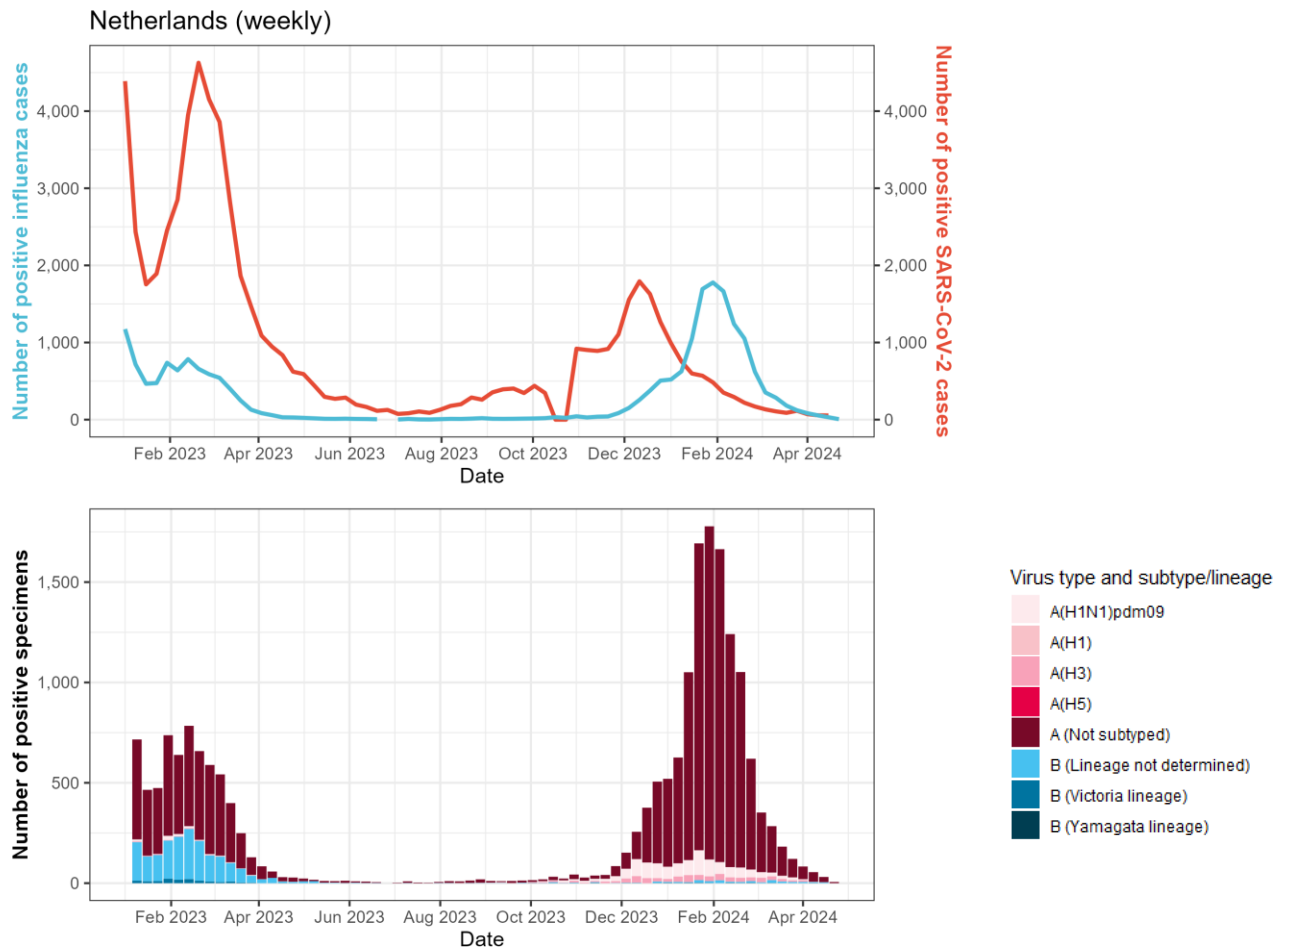 Netherlands (weekly)
Number of positive influenza cases
4,000
3,000
2,000
1,000
0
4,000
3,000
2,000
1,000
0
Number of positive SARS-CoV-2 cases
Feb 2023 Apr 2023 Jun 2023 Aug 2023 Oct 2023 Dec 2023 Feb 2024 Apr 2024
Date
Number of positive specimens
1,500
1,000
500
0
Feb 2023 Apr 2023 Jun 2023 Aug 2023 Oct 2023 Dec 2023 Feb 2024 Apr 2024
Date
Virus type and subtype/lineage
A(H1N1)pdm09
A(H1)
A(H3)
A(H5)
A (Not subtyped)
B (Lineage not determined)
B (Victoria lineage)
B (Yamagata lineage)